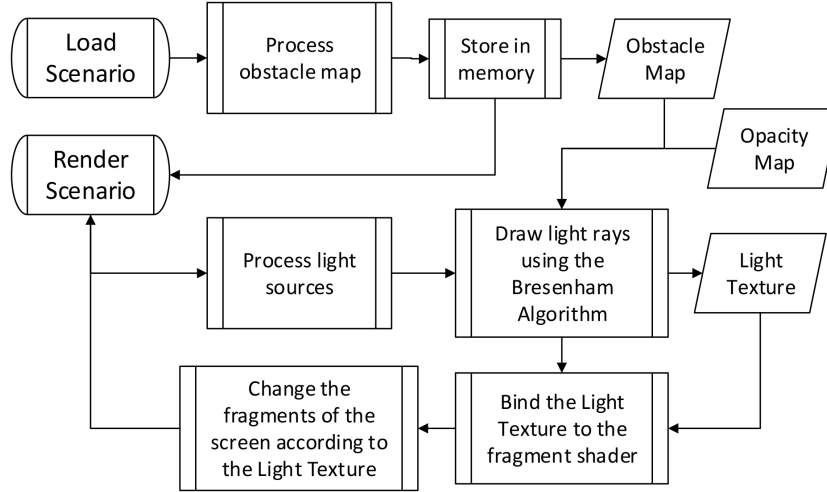 Load
Scenario
Process
obstacle map
Store in
memory
Obstacle
Map
Opacity
Map
Render
Scenario
Process light
sources
Draw light rays
using the
Bresenham
Algorithm
Light
Texture
Change the
fragments of the
screen according to
the Light Texture
Bind the Light
Texture to the
fragment shader